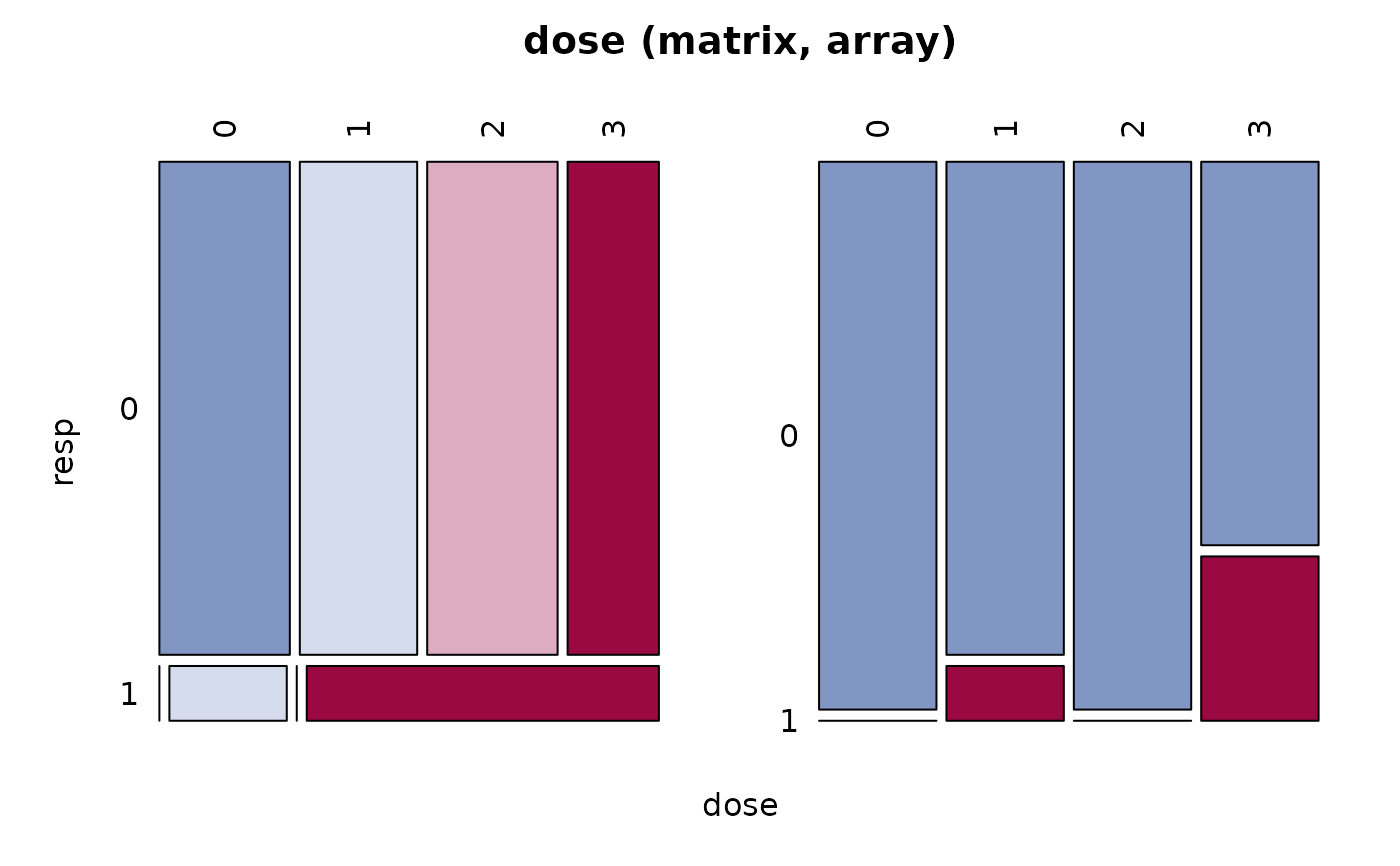 dose (matrix, array)
0 1 2 3 0 1 2 3
0 0
resp
1 1
dose